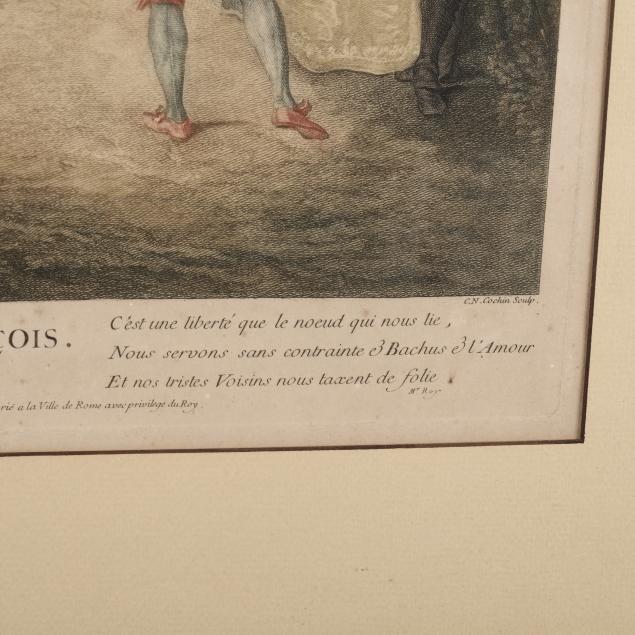 C.N. Cochin Sculp.
ÇOIS.
C'est une liberté que le noeud qui nous lie,
Nous servons sans contrainte & Bachus & l'Amour
Et nos tristes Voisins nous taxent de folie.
Mr Roy
rié a la Ville de Rome avec privilege du Roy.